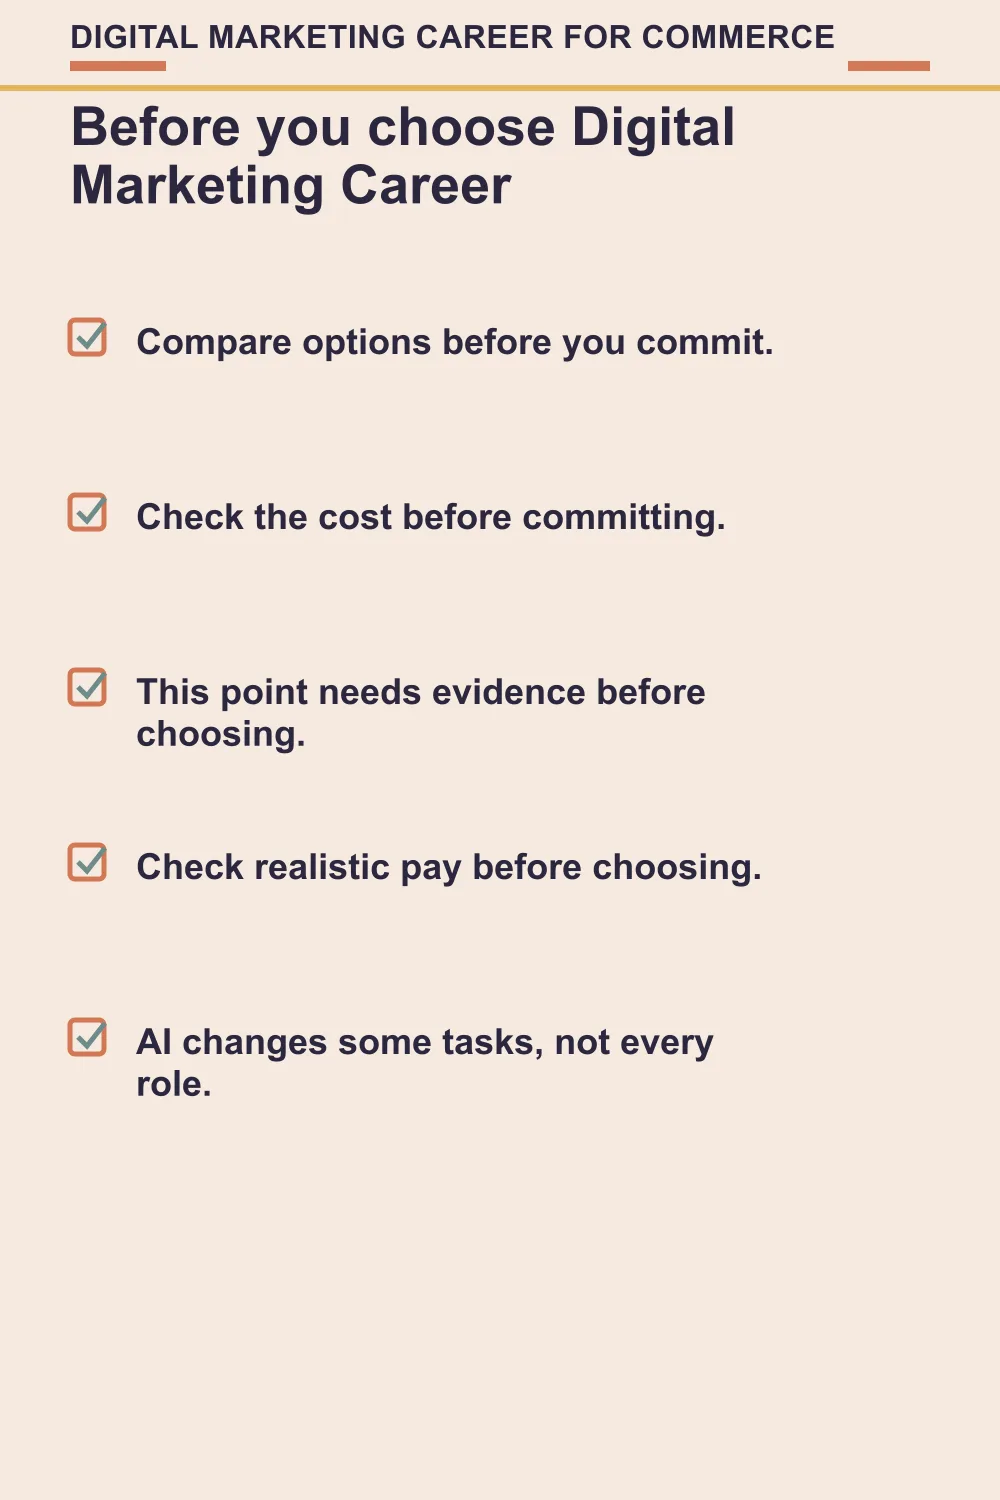 DIGITAL MARKETING CAREER FOR COMMERCE
Before you choose Digital
Marketing Career
Compare options before you commit.
Check the cost before committing.
This point needs evidence before
choosing.
Check realistic pay before choosing.
AI changes some tasks, not every
role.